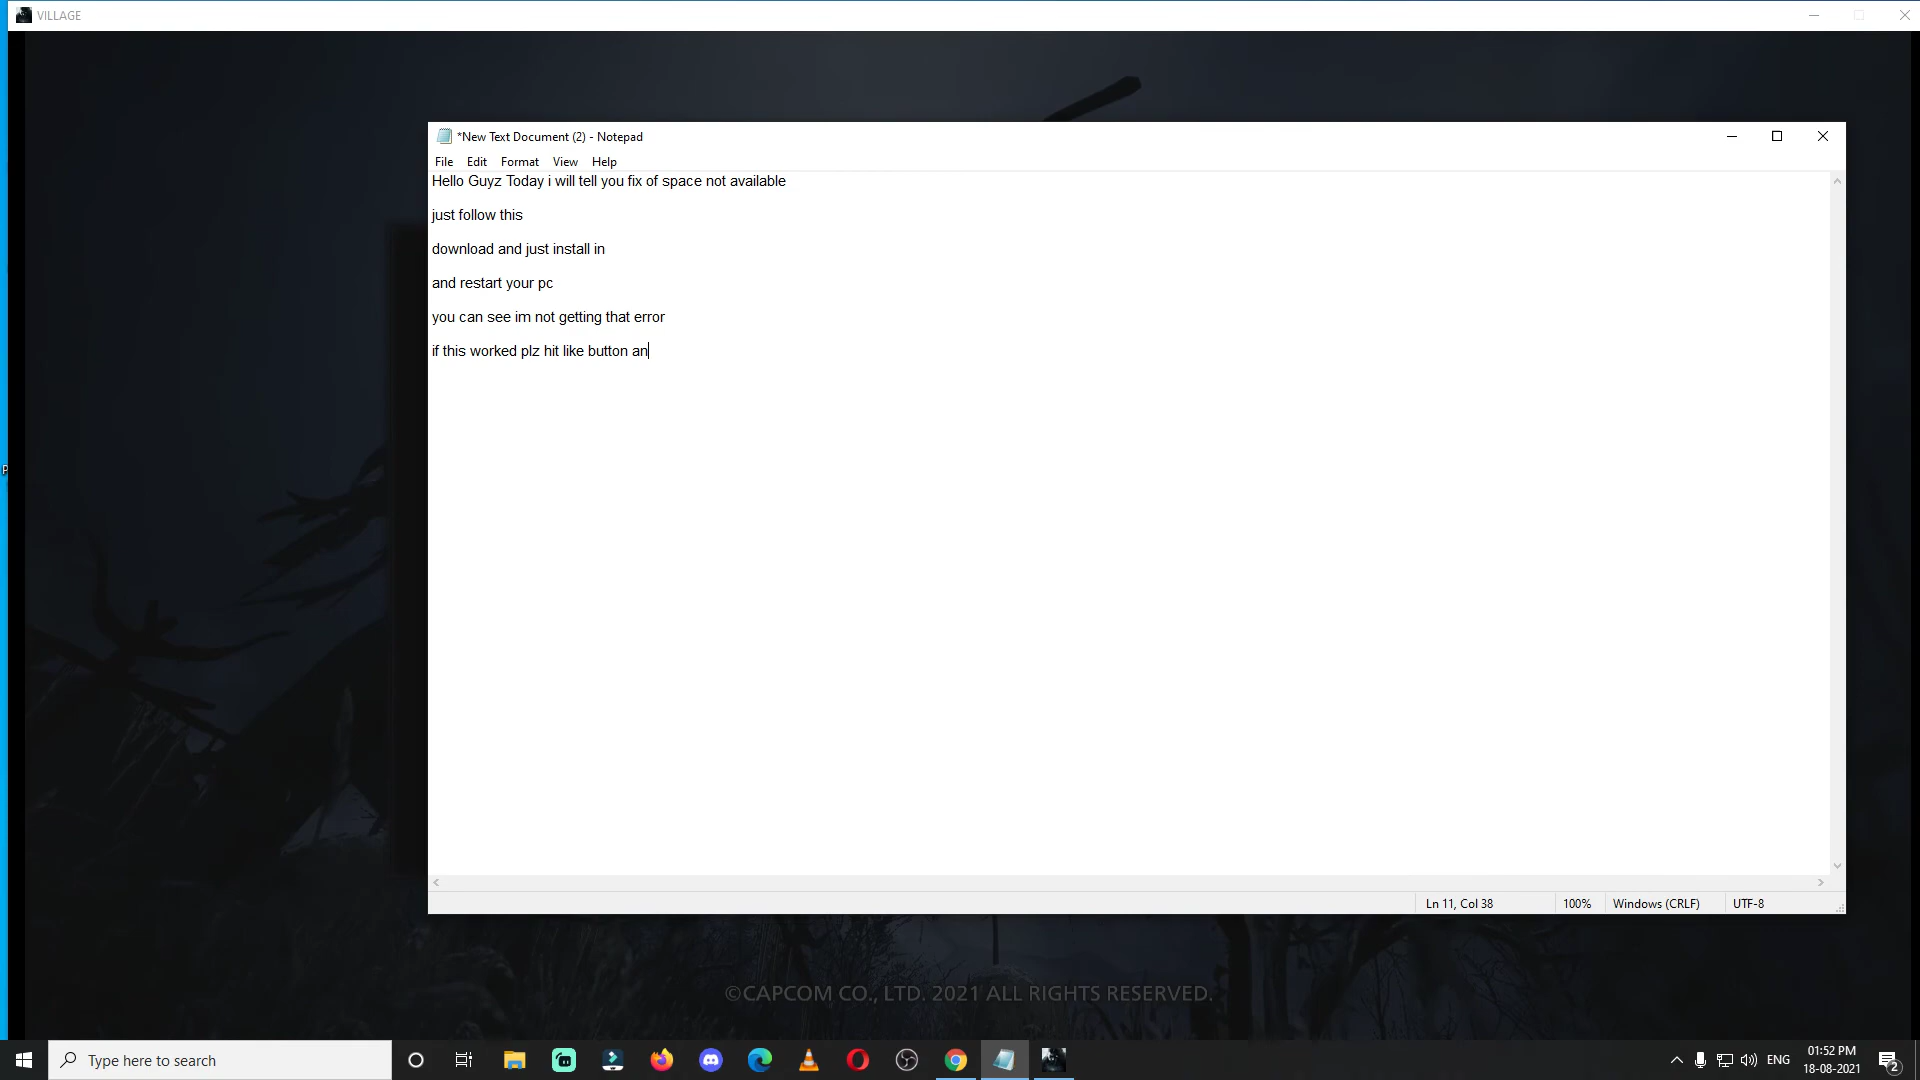 VILLAGE
*New Text Document (2) - Notepad
File Edit Format View Help
Hello Guyz Today i will tell you fix of space not available
just follow this
download and just install in
and restart your pc
you can see im not getting that error
if this worked plz hit like button an
Ln 11, Col 38 100% Windows (CRLF) UTF-8
©CAPCOM CO., LTD. 2021 ALL RIGHTS RESERVED.
P
Type here to search
ENG
01:52 PM
18-08-2021
2